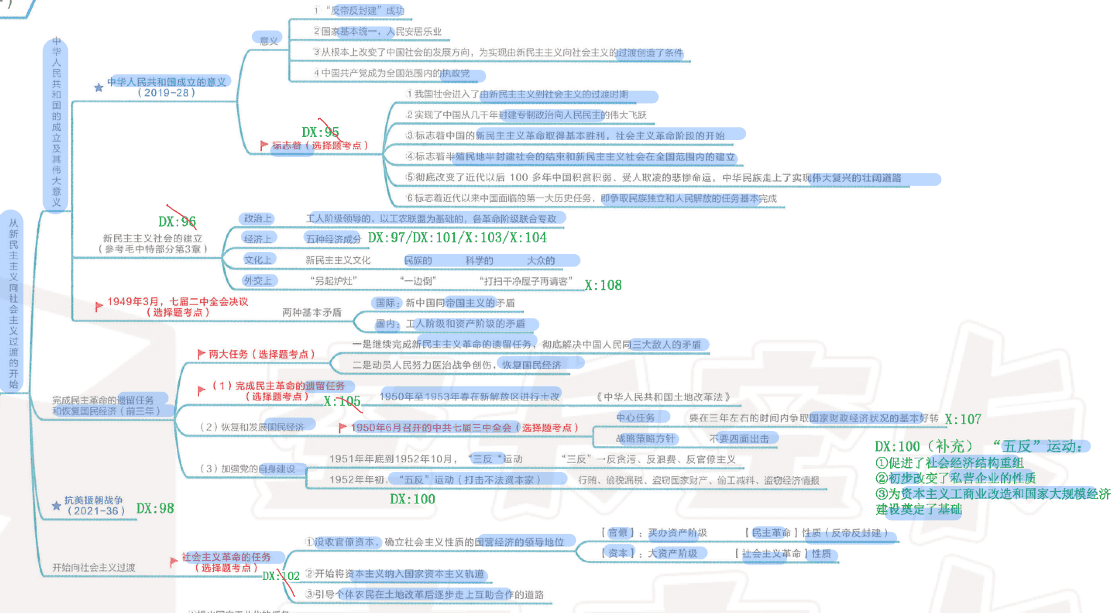 从新民主主义向社会主义过渡的开始
中华人民共和国的成立及其伟大意义
中华人民共和国成立的意义
(2019-28)
意义
①“反帝反封建”成功
②国家基本统一，人民安居乐业
③从根本上改变了中国社会的发展方向，为实现由新民主主义向社会主义的过渡创造了条件
④中国共产党成为全国范围内的执政党
DX:95
标志着（选择题考点）
①我国社会进入了由新民主主义到社会主义的过渡时期
②实现了中国从几千年封建专制政治向人民民主的伟大飞跃
③标志着中国的新民主主义革命取得基本胜利，社会主义革命阶段的开始
④标志着半殖民地半封建社会的结束和新民主主义社会在全国范围内的建立
⑤彻底改变了近代以后 100 多年中国积贫积弱、受人欺凌的悲惨命运，中华民族走上了实现伟大复兴的壮阔道路
⑥标志着近代以来中国面临的第一大历史任务，即争取民族独立和人民解放的任务基本完成
DX:96
新民主主义社会的建立
（参考毛中特部分第3章）
政治上 工人阶级领导的、以工农联盟为基础的，各革命阶级联合专政
经济上 五种经济成分 DX:97/DX:101/X:103/X:104
文化上 新民主主义文化 民族的 科学的 大众的
外交上 “另起炉灶” “一边倒” “打扫干净屋子再请客” X:108
1949年3月，七届二中全会决议
（选择题考点）
两种基本矛盾
国际：新中国同帝国主义的矛盾
国内：工人阶级和资产阶级的矛盾
完成民主革命的遗留任务
和恢复国民经济（前三年）
两大任务（选择题考点）
一是继续完成新民主主义革命的遗留任务，彻底解决中国人民同三大敌人的矛盾
二是动员人民努力医治战争创伤，恢复国民经济
（1）完成民主革命的遗留任务
（选择题考点）
X:105
1950年至1953年春在新解放区进行土改 《中华人民共和国土地改革法》
（2）恢复和发展国民经济
1950年6月召开的中共七届三中全会（选择题考点）
中心任务 要在三年左右的时间内争取国家财政经济状况的基本好转 X:107
战略策略方针 不要四面出击
（3）加强党的自身建设
1951年年底到1952年10月，“三反”运动 “三反”→反贪污、反浪费、反官僚主义
1952年年初，“五反”运动（打击不法资本家） 行贿、偷税漏税、盗窃国家财产、偷工减料、盗窃经济情报
DX:100
DX:100（补充）“五反”运动：
①促进了社会经济结构重组
②初步改变了私营企业的性质
③为资本主义工商业改造和国家大规模经济
建设奠定了基础
抗美援朝战争
(2021-36)
DX:98
开始向社会主义过渡
社会主义革命的任务
（选择题考点）
DX:102
①没收官僚资本、确立社会主义性质的国营经济的领导地位
【官僚】：买办资产阶级 【民主革命】性质（反帝反封建）
【资本】：大资产阶级 【社会主义革命】性质
②开始将资本主义纳入国家资本主义轨道
③引导个体农民在土地改革后逐步走上互助合作的道路